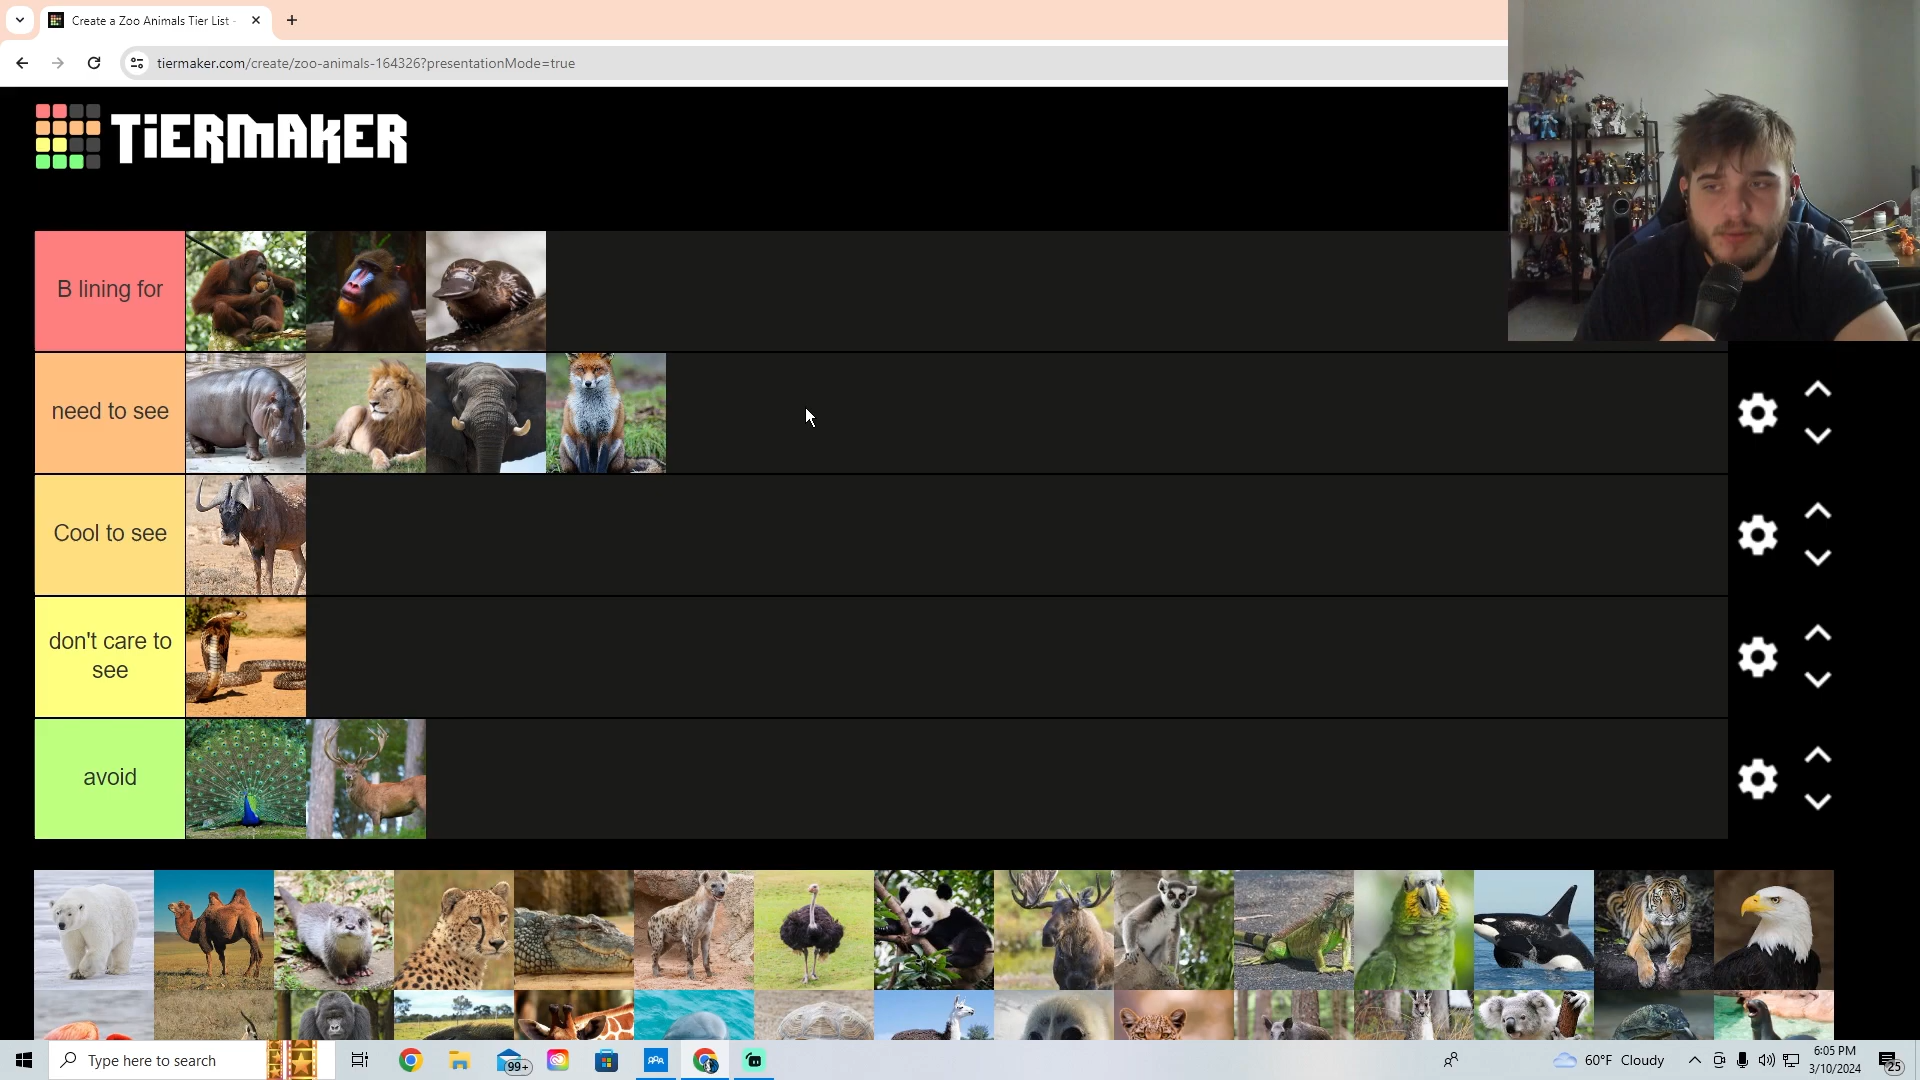 Create a Zoo Animals Tier List -
tiermaker.com/create/zoo-animals-164326?presentationMode=true
TiERMAKER
B lining for
need to see
Cool to see
don't care to
see
avoid
Type here to search
99+
60°F Cloudy
6:05 PM
3/10/2024
25